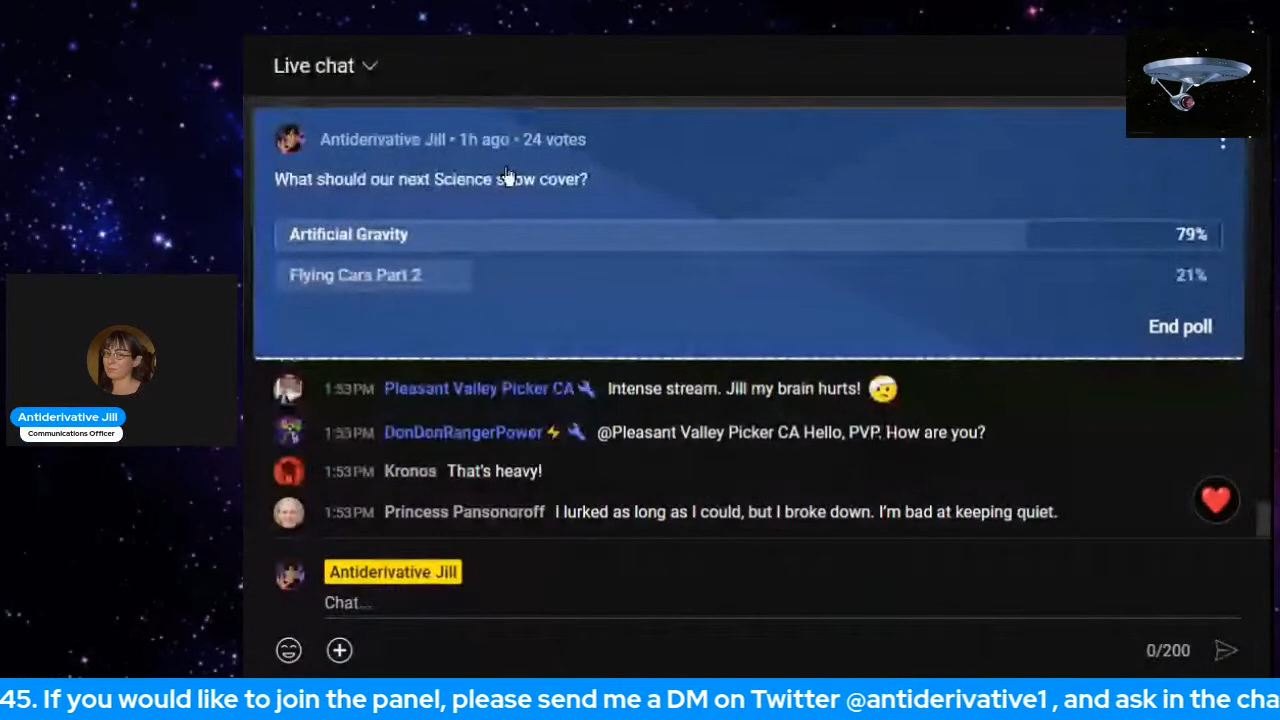 Live chat
Antiderivative Jill • 1h ago • 24 votes
What should our next Science show cover?
Artificial Gravity 79%
Flying Cars Part 2 21%
End poll
1:53 PM Pleasant Valley Picker CA Intense stream. Jill my brain hurts!
1:53 PM DonDonRangerPower @Pleasant Valley Picker CA Hello, PVP. How are you?
1:53 PM Kronos That's heavy!
1:53 PM Princess Pansonoroff I lurked as long as I could, but I broke down. I'm bad at keeping quiet.
Antiderivative Jill
Chat...
0/200
Antiderivative Jill
Communications Officer
45. If you would like to join the panel, please send me a DM on Twitter @antiderivative1 , and ask in the cha